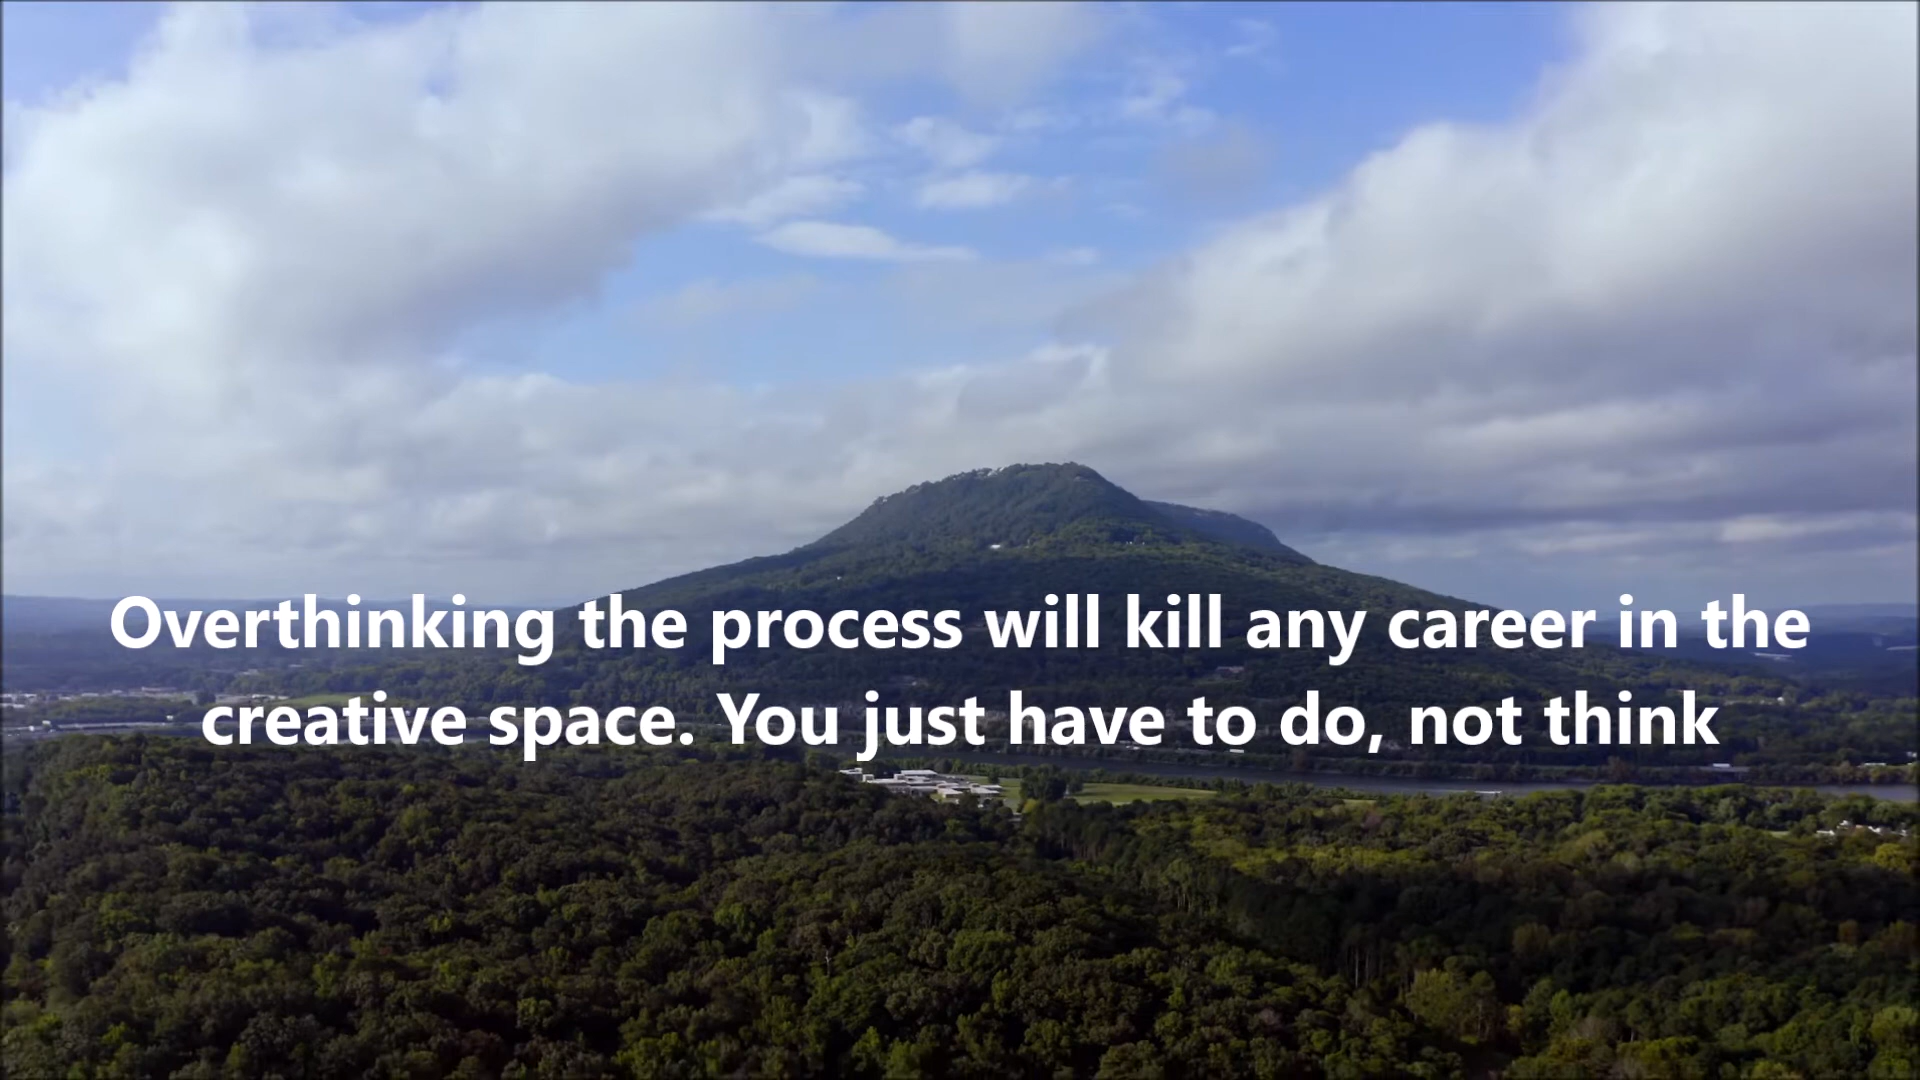 Overthinking the process will kill any career in the
creative space. You just have to do, not think